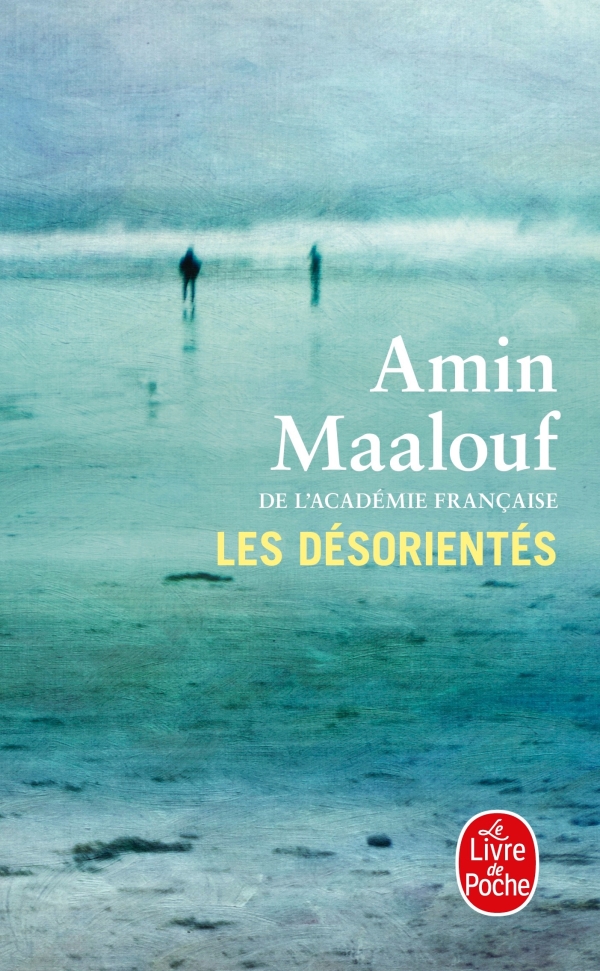 Amin
Maalouf
DE L'ACADÉMIE FRANÇAISE
LES DÉSORIENTÉS
Le
Livre
de
Poche